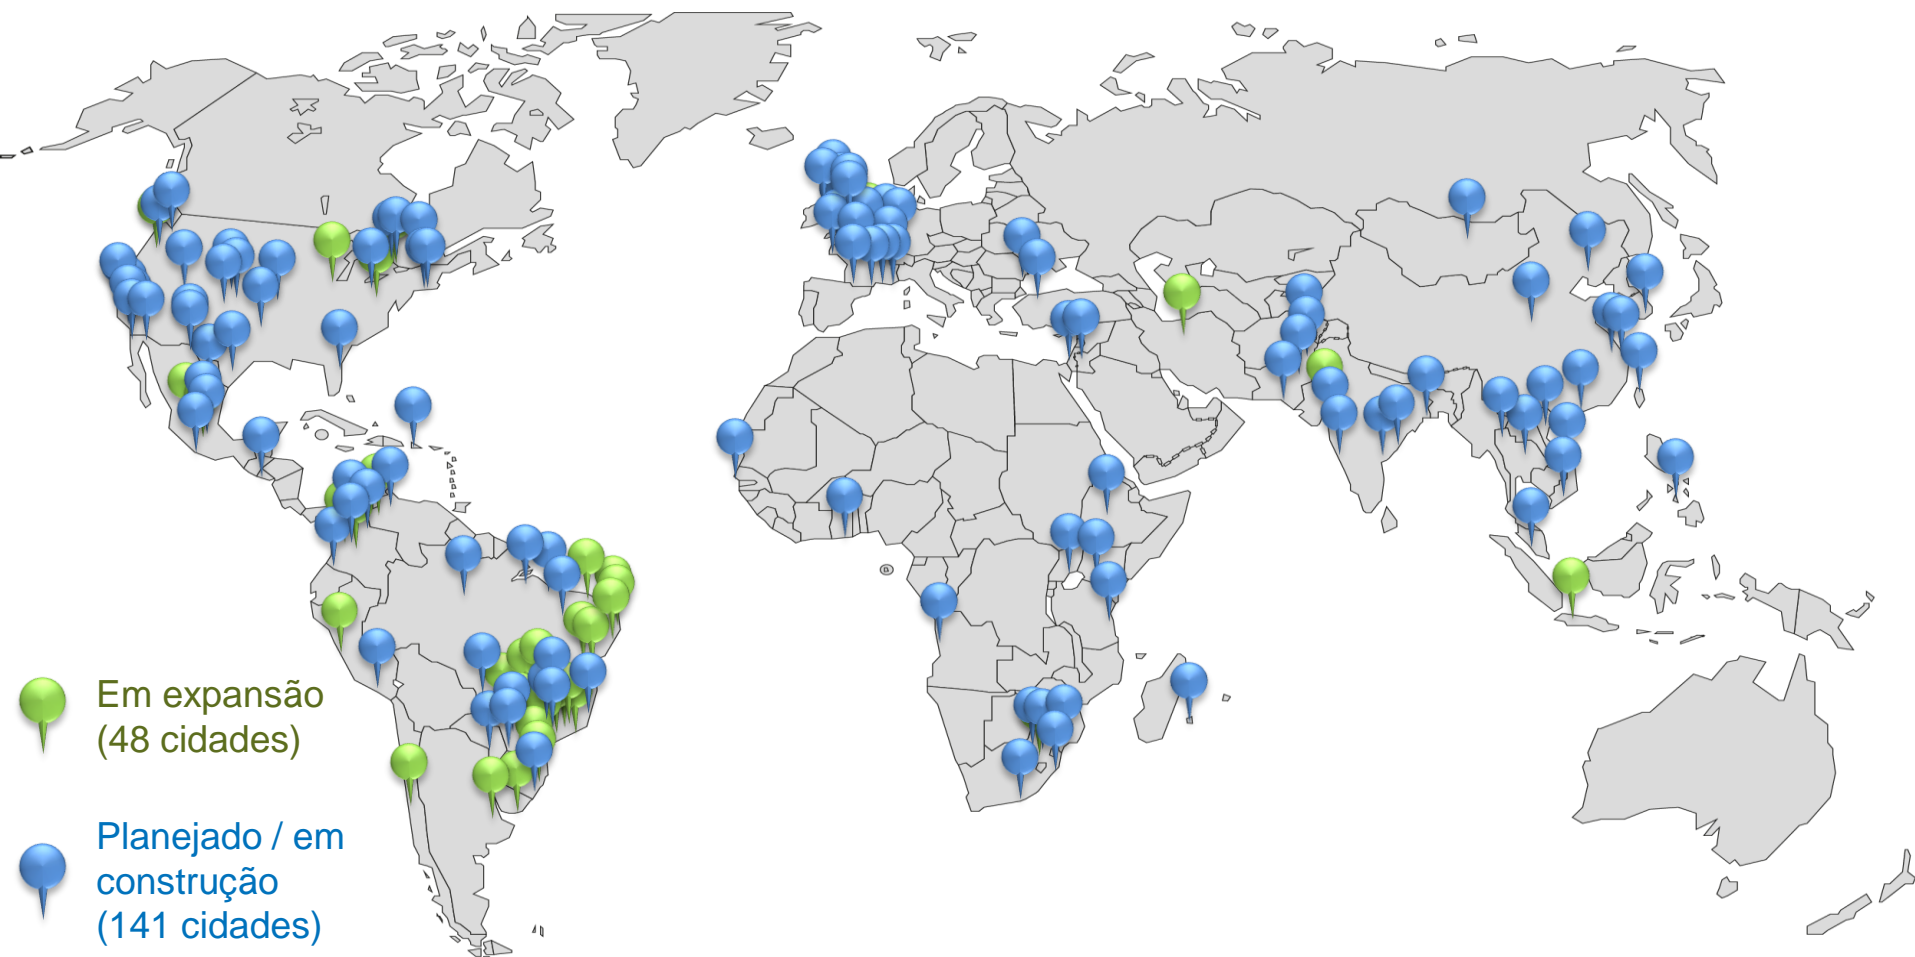 Em expansão
(48 cidades)
Planejado / em
construção
(141 cidades)